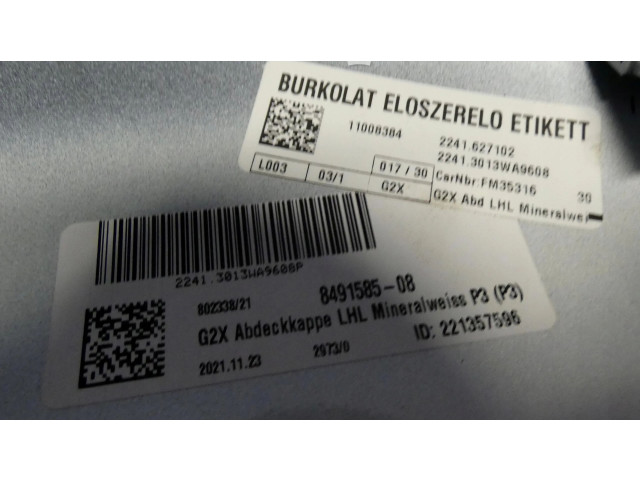 BURKOLAT ELOSZERELO ETIKETT
11008384
2241.627102
2241.3013WA9608
L003
03/1
017/30
G2X
CarNbr:FM35316
30
G2X Abd LHL Mineralwei
2241.3013WA9608P
802338/21
8491585-08
G2X Abdeckkappe LHL Mineralweiss P3 (P3)
2021.11.23
2973/0
ID: 221357596